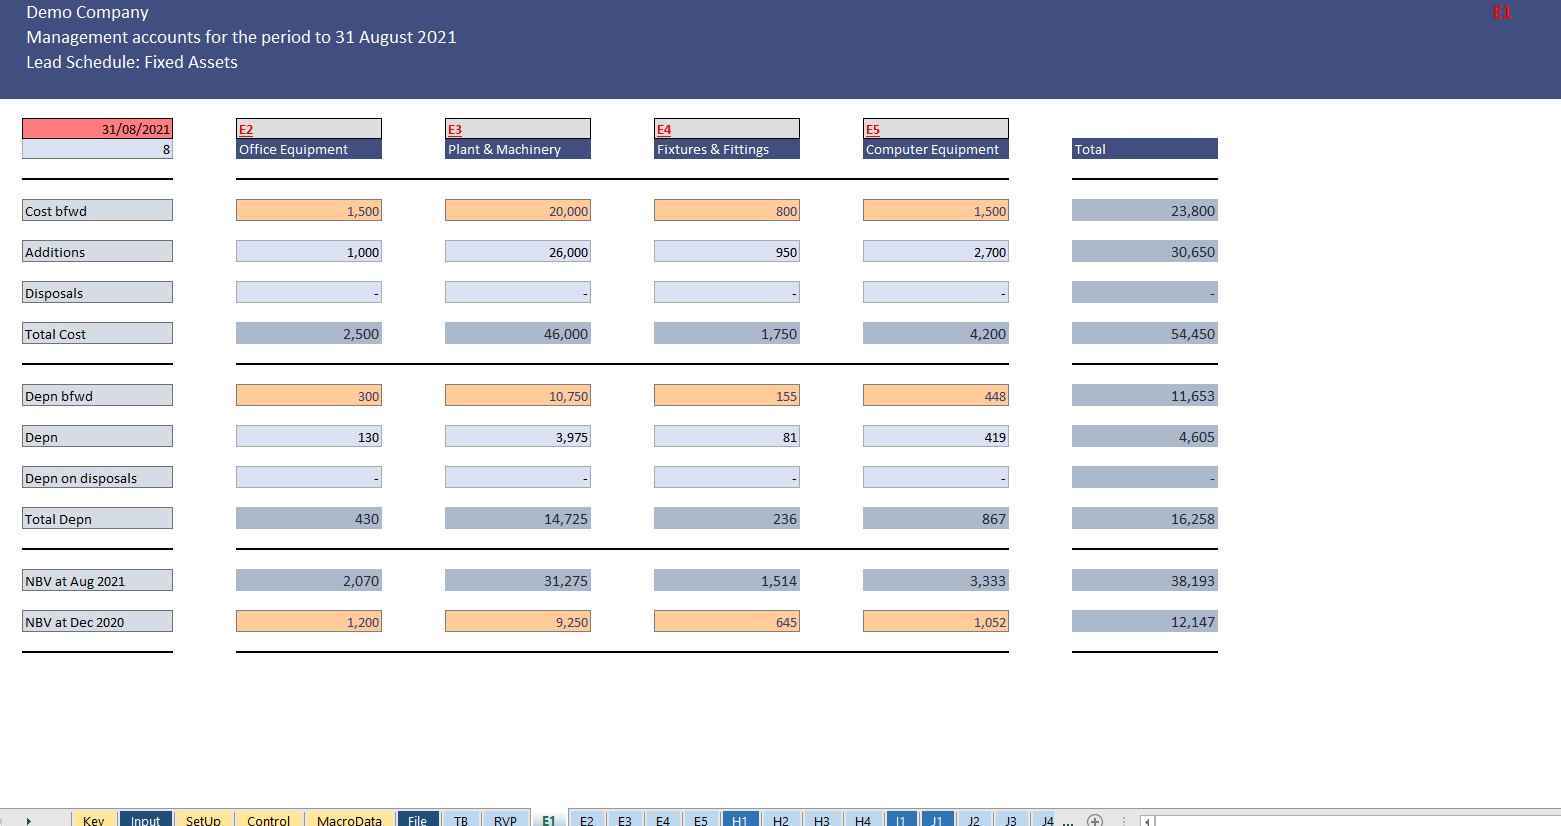 Demo Company
E1
Management accounts for the period to 31 August 2021
Lead Schedule: Fixed Assets
31/08/2021 E2 E3 E4 E5
8 Office Equipment Plant & Machinery Fixtures & Fittings Computer Equipment Total
Cost bfwd 1,500 20,000 800 1,500 23,800
Additions 1,000 26,000 950 2,700 30,650
Disposals - - - - -
Total Cost 2,500 46,000 1,750 4,200 54,450
Depn bfwd 300 10,750 155 448 11,653
Depn 130 3,975 81 419 4,605
Depn on disposals - - - - -
Total Depn 430 14,725 236 867 16,258
NBV at Aug 2021 2,070 31,275 1,514 3,333 38,193
NBV at Dec 2020 1,200 9,250 645 1,052 12,147
Key Input SetUp Control MacroData File TB RVP E1 E2 E3 E4 E5 H1 H2 H3 H4 I1 J1 J2 J3 J4 ...